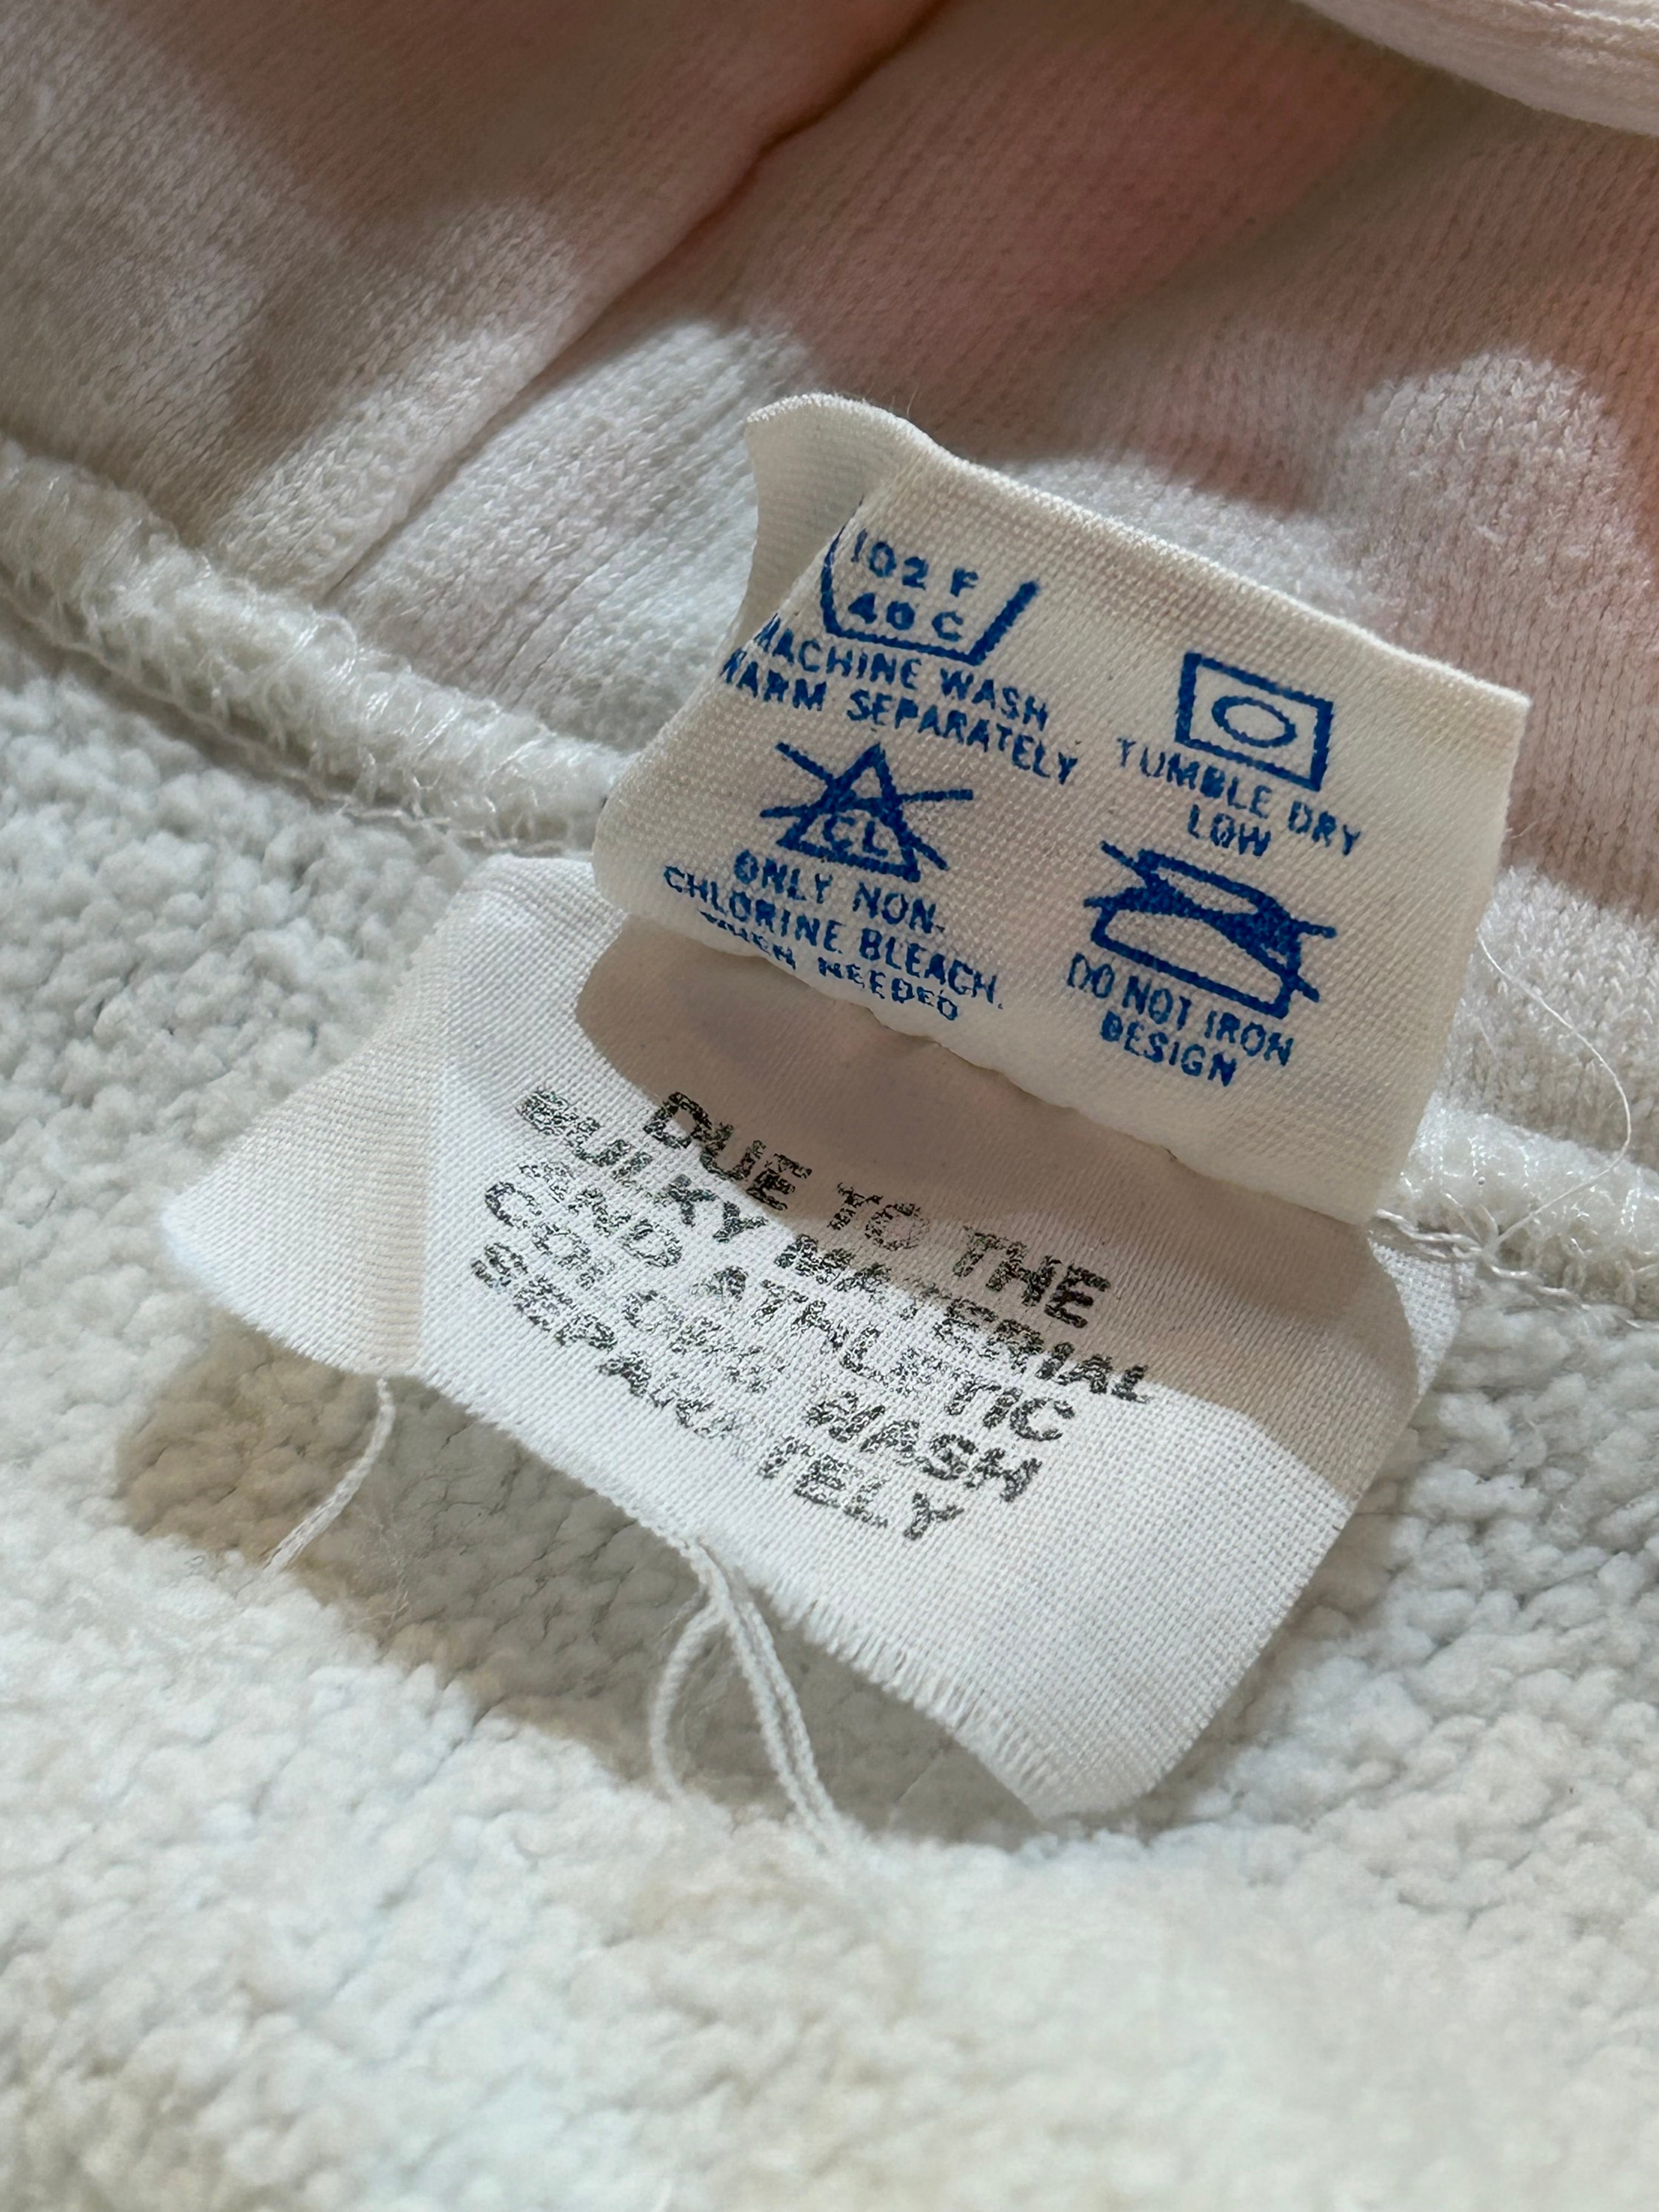 102 F
40 C
MACHINE WASH
WARM SEPARATELY
TUMBLE DRY
LOW
CL
ONLY NON-
CHLORINE BLEACH.
WHEN NEEDED
DO NOT IRON
DESIGN
DUE TO THE
BULKY MATERIAL
AND ATHLETIC
COLORS WASH
SEPARATELY